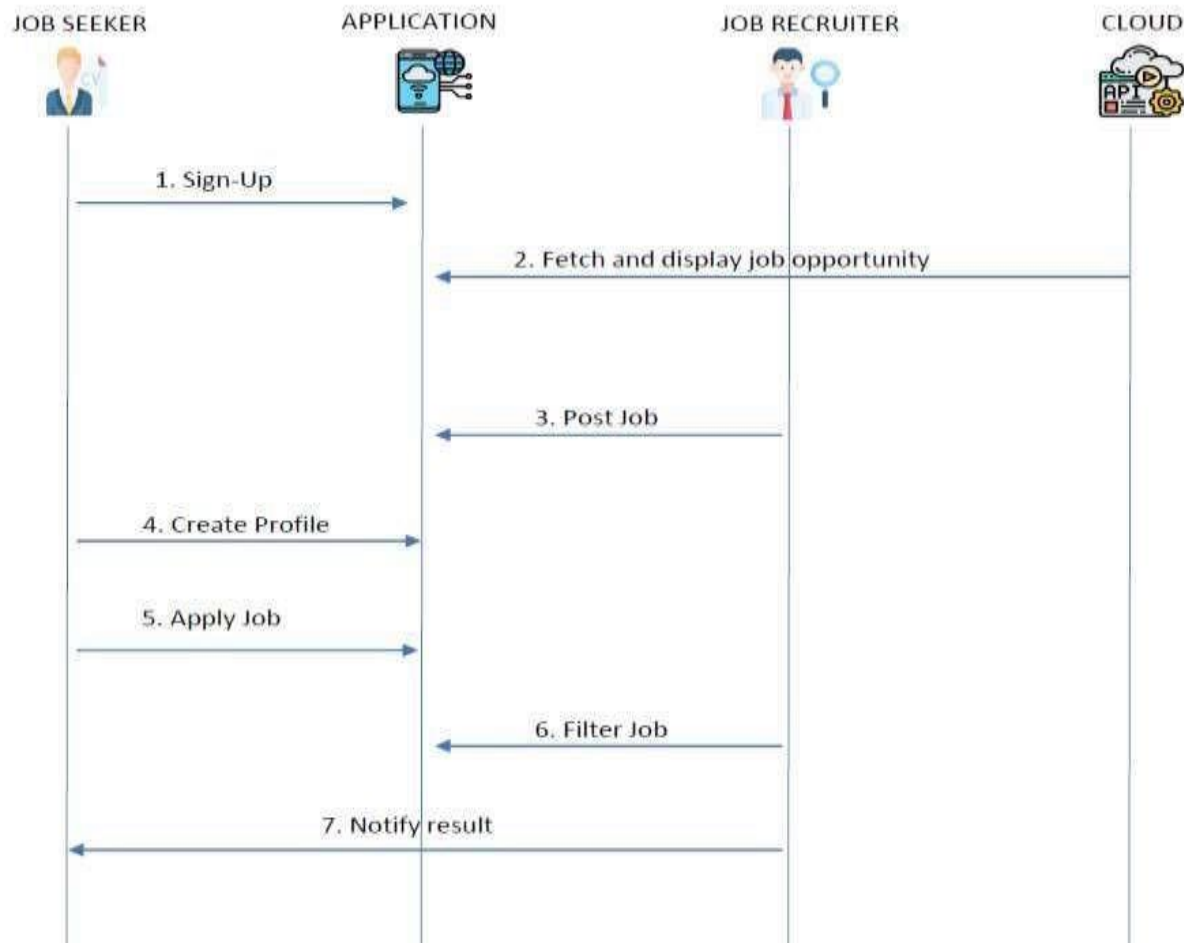 JOB SEEKER
APPLICATION
JOB RECRUITER
CLOUD
CV
API
1. Sign-Up
2. Fetch and display job opportunity
3. Post Job
4. Create Profile
5. Apply Job
6. Filter Job
7. Notify result